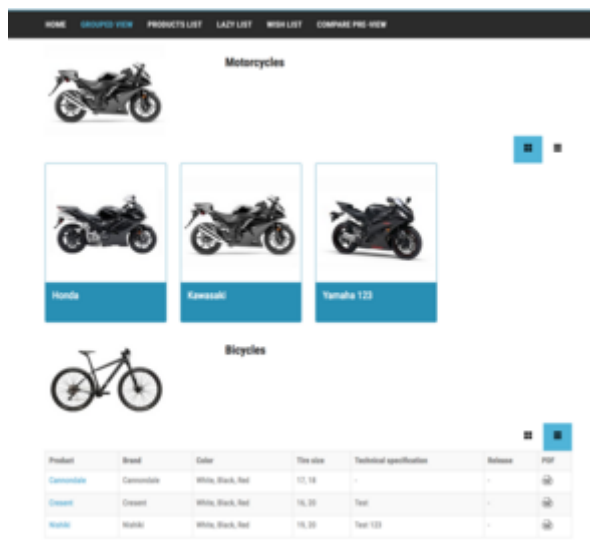 HOME GROUPED VIEW PRODUCTS LIST LAZY LIST WISH LIST COMPARE PRE-VIEW
Motorcycles
Honda Kawasaki Yamaha 123
Bicycles
Product Brand Color Tire size Technical specification Release PDF
Cannondale Cannondale White, Black, Red 17, 18 - -
Cresent Cresent White, Black, Red 16, 20 Test -
Nishiki Nishiki White, Black, Red 19, 20 Test 123 -